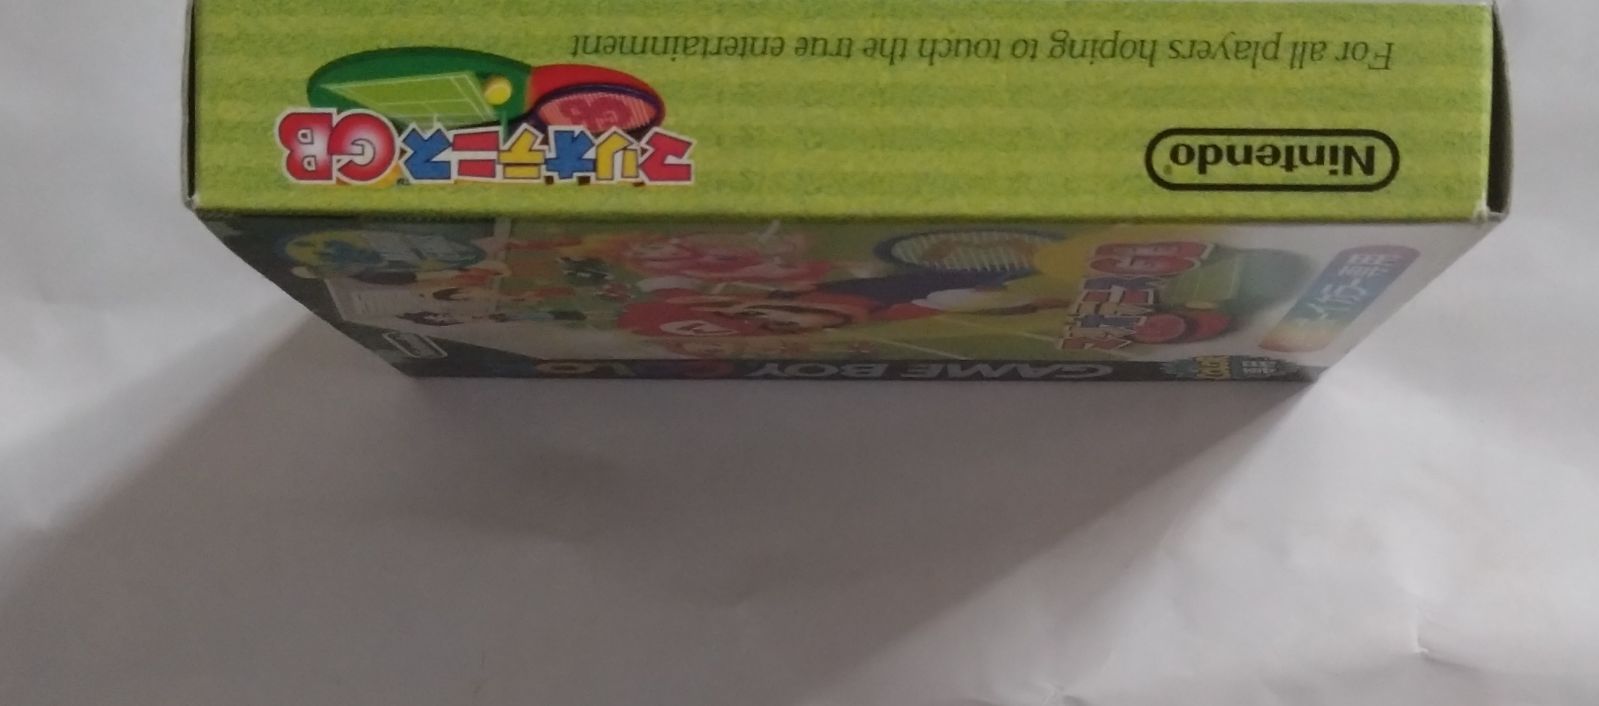 Nintendo®
マリオテニスGB
For all players hoping to touch the true entertainment
GAME BOY
マリオテニスGB